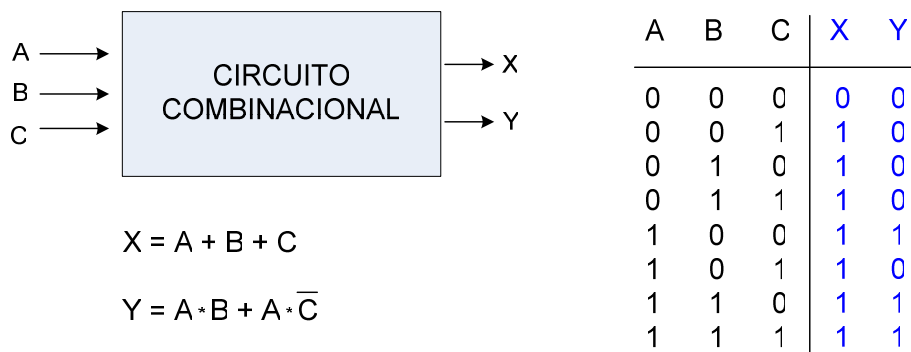 A
B
C
CIRCUITO
COMBINACIONAL
X
Y
X = A + B + C
Y = A * B + A * C̅
A B C X Y
0 0 0 0 0
0 0 1 1 0
0 1 0 1 0
0 1 1 1 0
1 0 0 1 1
1 0 1 1 0
1 1 0 1 1
1 1 1 1 1